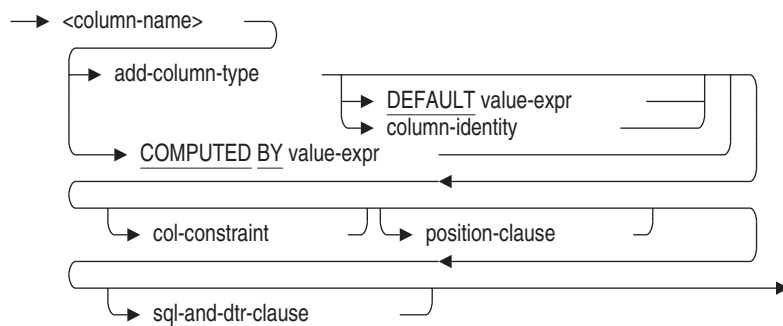 <column-name>
add-column-type
DEFAULT value-expr
column-identity
COMPUTED BY value-expr
col-constraint
position-clause
sql-and-dtr-clause